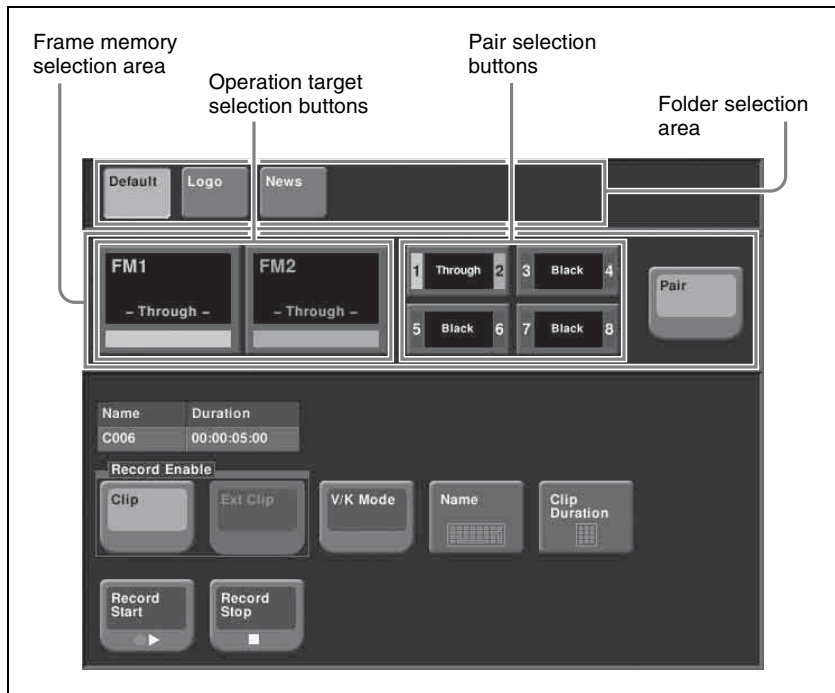 Frame memory
selection area
Operation target
selection buttons
Pair selection
buttons
Folder selection
area
Default Logo News
FM1 FM2
– Through – – Through –
1 Through 2 3 Black 4
5 Black 6 7 Black 8
Pair
Name Duration
C006 00:00:05:00
Record Enable
Clip Ext Clip V/K Mode Name Clip
Duration
Record
Start
Record
Stop